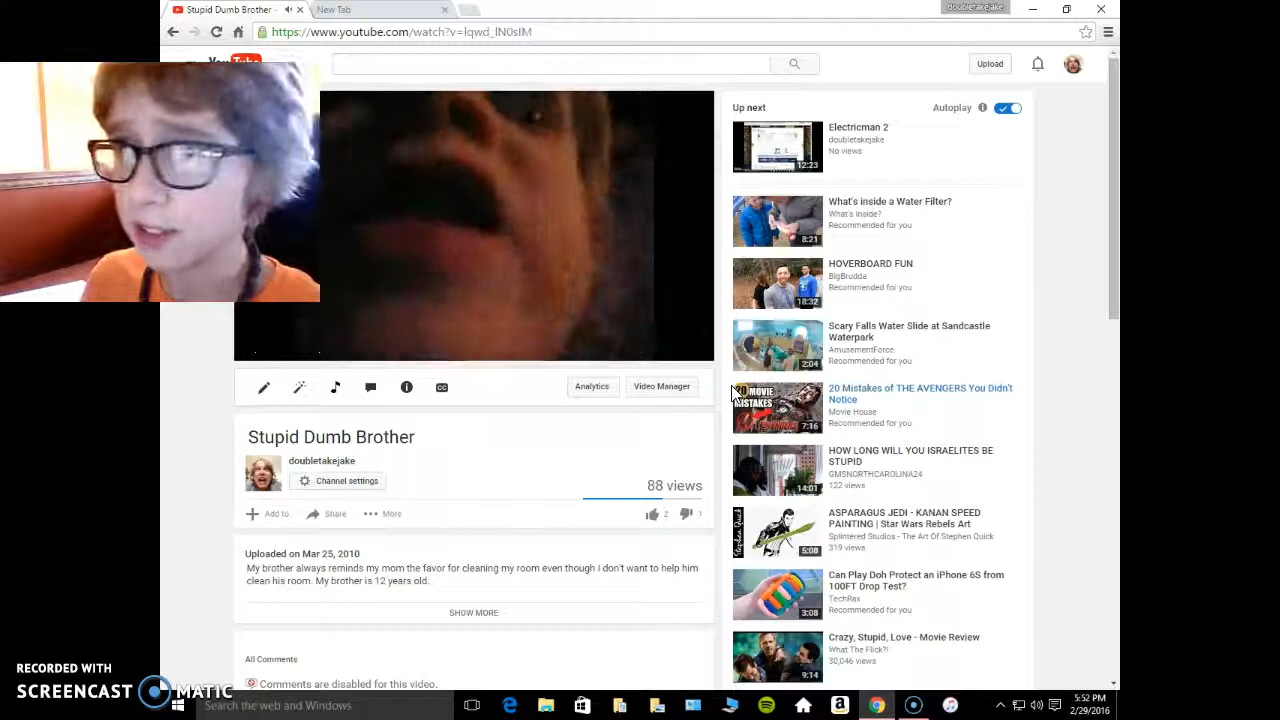 Stupid Dumb Brother -
New Tab
doubletakejake
https://www.youtube.com/watch?v=lqwd_lN0slM
Upload
Up next
Autoplay
Electricman 2
doubletakejake
No views
12:23
What's inside a Water Filter?
What's Inside?
Recommended for you
8:21
HOVERBOARD FUN
BigBrudda
Recommended for you
18:32
Scary Falls Water Slide at Sandcastle
Waterpark
AmusementForce
Recommended for you
2:04
20 Mistakes of THE AVENGERS You Didn't
Notice
Movie House
Recommended for you
MOVIE
MISTAKES
7:16
HOW LONG WILL YOU ISRAELITES BE
STUPID
GMSNORTHCAROLINA24
122 views
14:01
ASPARAGUS JEDI - KANAN SPEED
PAINTING | Star Wars Rebels Art
Splintered Studios - The Art Of Stephen Quick
319 views
Stephen Quick
5:08
Can Play Doh Protect an iPhone 6S from
100FT Drop Test?
TechRax
Recommended for you
3:08
Crazy, Stupid, Love - Movie Review
What The Flick?!
30,046 views
9:14
CC
Analytics
Video Manager
Stupid Dumb Brother
doubletakejake
Channel settings
88 views
Add to
Share
More
2
1
Uploaded on Mar 25, 2010
My brother always reminds my mom the favor for cleaning my room even though I don't want to help him
clean his room. My brother is 12 years old.
SHOW MORE
All Comments
Comments are disabled for this video.
RECORDED WITH
SCREENCAST MATIC
Search the web and Windows
5:52 PM
2/29/2016